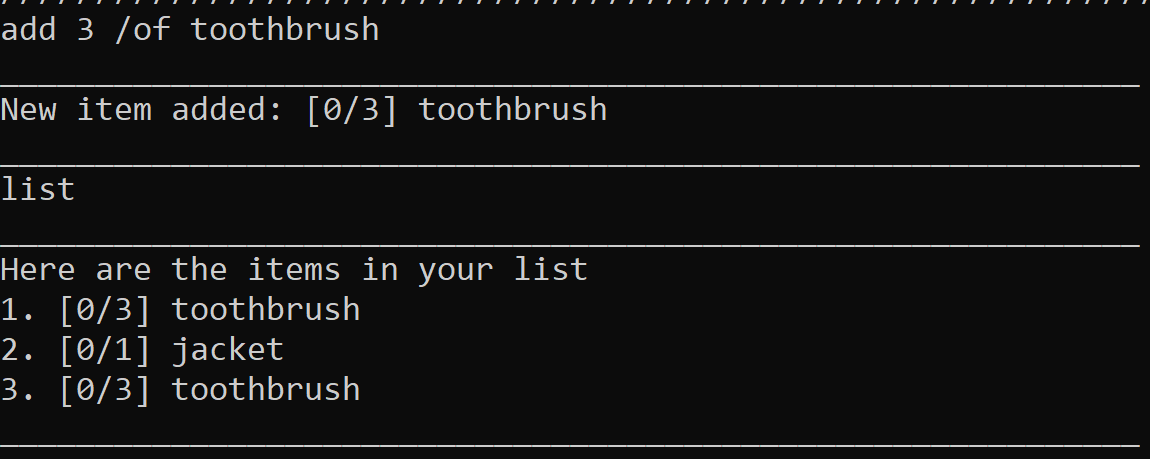 add 3 /of toothbrush
____________________________________________________________
New item added: [0/3] toothbrush
____________________________________________________________
list
____________________________________________________________
Here are the items in your list
1. [0/3] toothbrush
2. [0/1] jacket
3. [0/3] toothbrush
____________________________________________________________